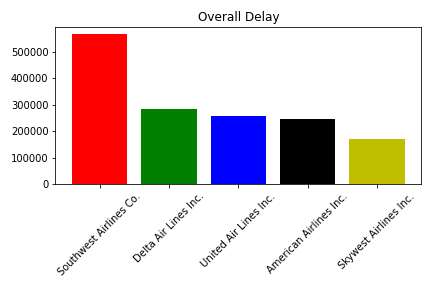 Overall Delay
500000
400000
300000
200000
100000
0
Southwest Airlines Co.
Delta Air Lines Inc.
United Air Lines Inc.
American Airlines Inc.
Skywest Airlines Inc.